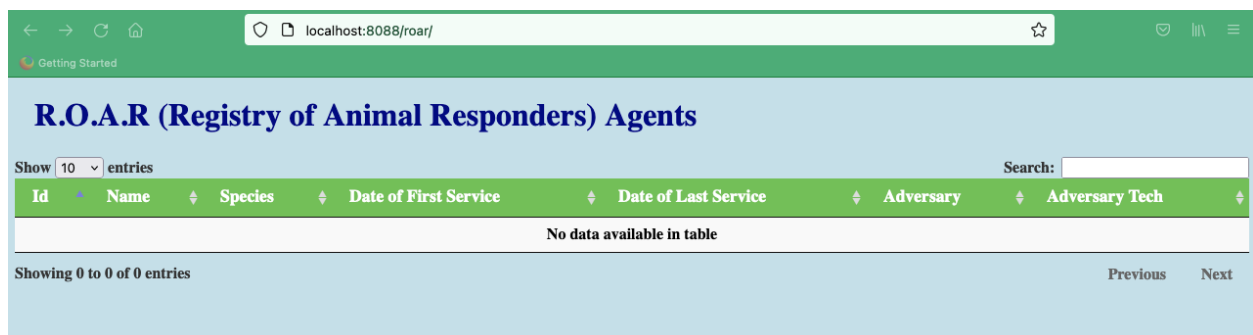 localhost:8088/roar/
Getting Started
R.O.A.R (Registry of Animal Responders) Agents
Show 10 entries Search:
Id Name Species Date of First Service Date of Last Service Adversary Adversary Tech
No data available in table
Showing 0 to 0 of 0 entries Previous Next